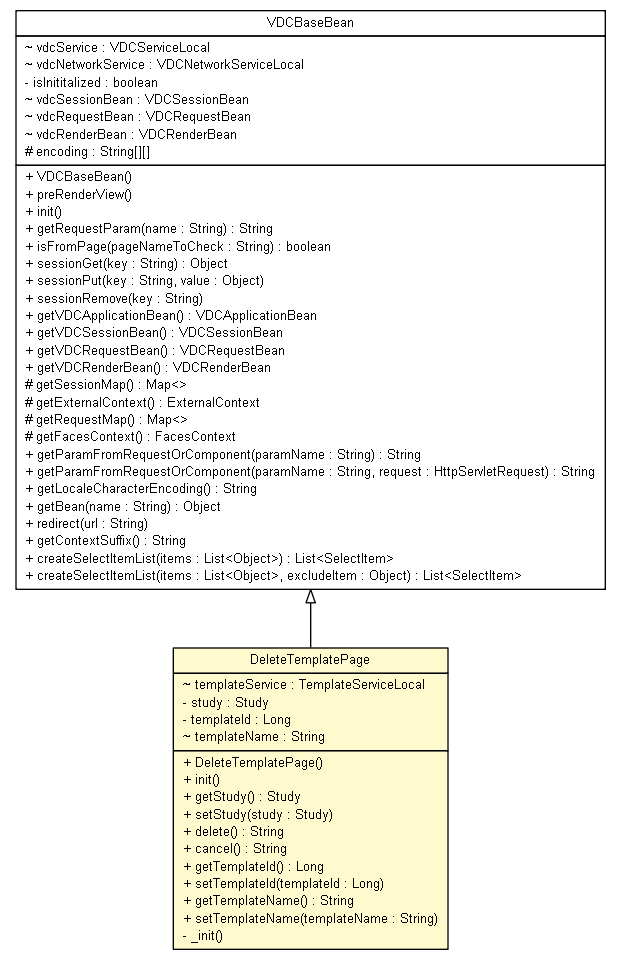 VDCBaseBean
~ vdcService : VDCServiceLocal
~ vdcNetworkService : VDCNetworkServiceLocal
- isInititalized : boolean
~ vdcSessionBean : VDCSessionBean
~ vdcRequestBean : VDCRequestBean
~ vdcRenderBean : VDCRenderBean
# encoding : String[][]
+ VDCBaseBean()
+ preRenderView()
+ init()
+ getRequestParam(name : String) : String
+ isFromPage(pageNameToCheck : String) : boolean
+ sessionGet(key : String) : Object
+ sessionPut(key : String, value : Object)
+ sessionRemove(key : String)
+ getVDCApplicationBean() : VDCApplicationBean
+ getVDCSessionBean() : VDCSessionBean
+ getVDCRequestBean() : VDCRequestBean
+ getVDCRenderBean() : VDCRenderBean
# getSessionMap() : Map<>
# getExternalContext() : ExternalContext
# getRequestMap() : Map<>
# getFacesContext() : FacesContext
+ getParamFromRequestOrComponent(paramName : String) : String
+ getParamFromRequestOrComponent(paramName : String, request : HttpServletRequest) : String
+ getLocaleCharacterEncoding() : String
+ getBean(name : String) : Object
+ redirect(url : String)
+ getContextSuffix() : String
+ createSelectItemList(items : List<Object>) : List<SelectItem>
+ createSelectItemList(items : List<Object>, excludeItem : Object) : List<SelectItem>
DeleteTemplatePage
~ templateService : TemplateServiceLocal
- study : Study
- templateId : Long
~ templateName : String
+ DeleteTemplatePage()
+ init()
+ getStudy() : Study
+ setStudy(study : Study)
+ delete() : String
+ cancel() : String
+ getTemplateId() : Long
+ setTemplateId(templateId : Long)
+ getTemplateName() : String
+ setTemplateName(templateName : String)
- _init()